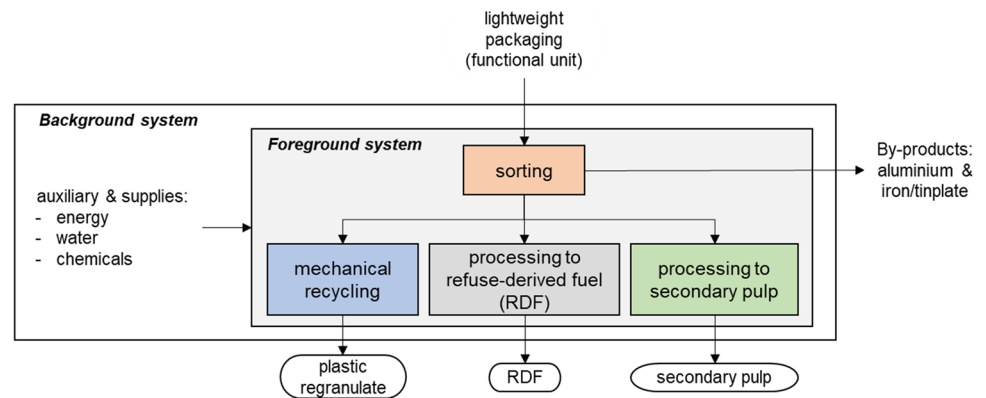 lightweight
packaging
(functional unit)
Background system
Foreground system
sorting
By-products:
aluminium &
iron/tinplate
auxiliary & supplies:
- energy
- water
- chemicals
mechanical
recycling
processing to
refuse-derived fuel
(RDF)
processing to
secondary pulp
plastic
regranulate
RDF
secondary pulp